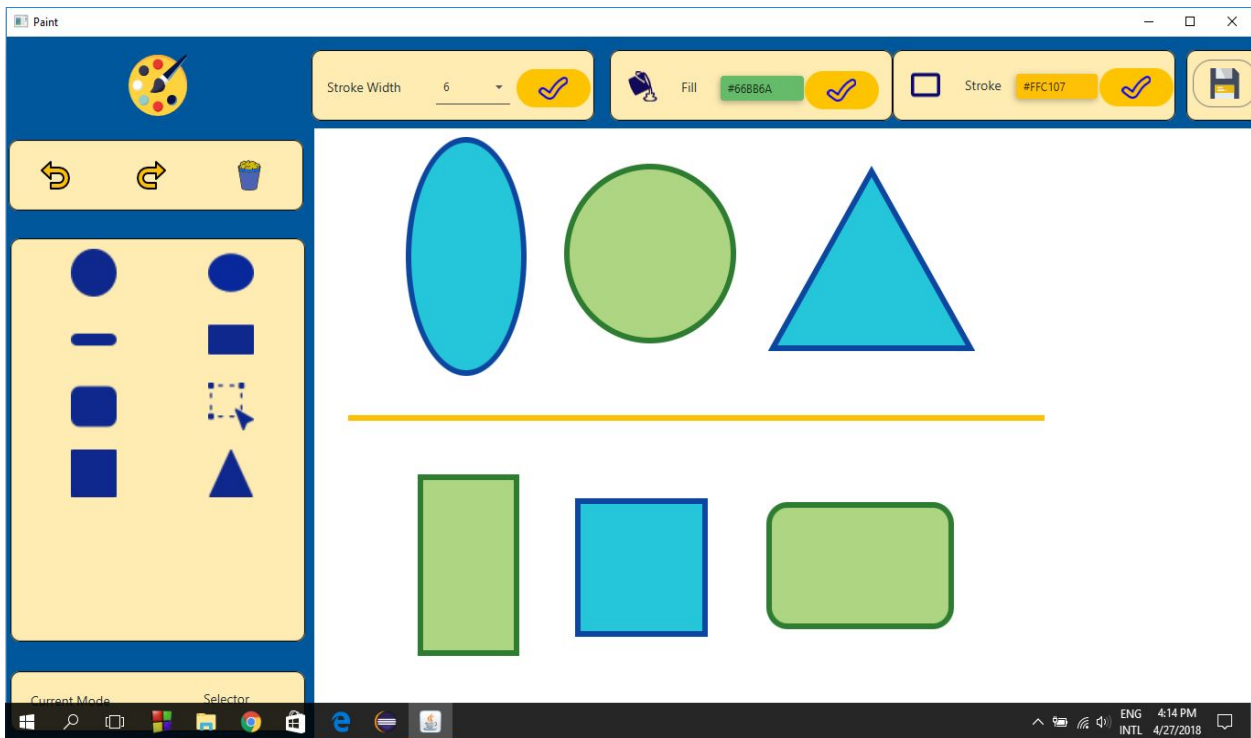 Paint
Stroke Width 6
Fill #66BB6A
Stroke #FFC107
Current Mode Selector
ENG 4:14 PM
INTL 4/27/2018